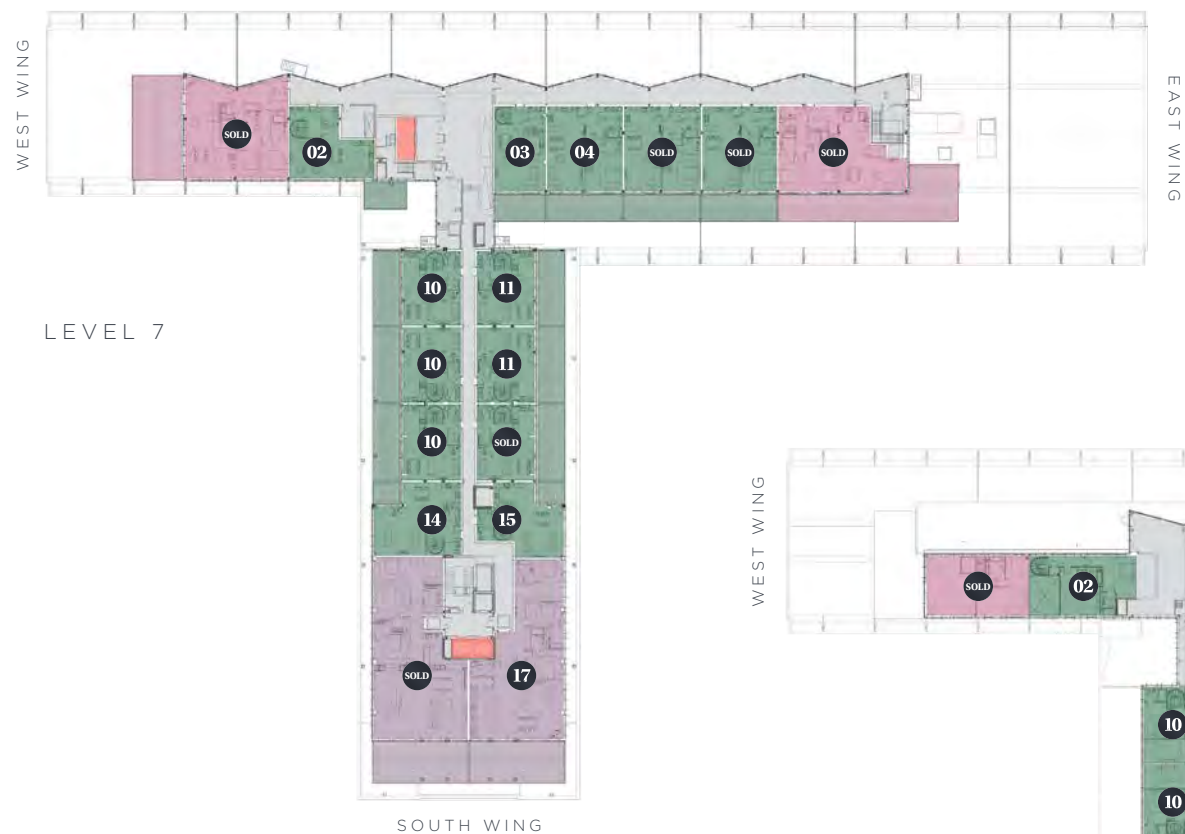 WEST WING
EAST WING
SOLD
02
03
04
SOLD
SOLD
SOLD
10
11
LEVEL 7
10
11
10
SOLD
14
15
SOLD
17
SOUTH WING
WEST WING
SOLD
02
10
10